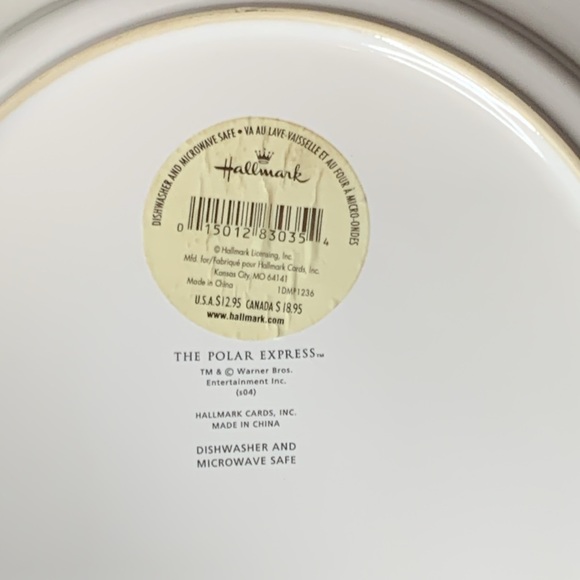 DISHWASHER AND MICROWAVE SAFE • VA AU LAVE-VAISSELLE ET AU FOUR À MICRO-ONDES
Hallmark
0 15012 83035 4
© Hallmark Licensing, Inc.
Mfd. for/Fabriqué pour Hallmark Cards, Inc.
Kansas City, MO 64141
Made in China 1DMP1236
U.S.A. $12.95 CANADA $18.95
www.hallmark.com
THE POLAR EXPRESS™
TM & © Warner Bros.
Entertainment Inc.
(s04)
HALLMARK CARDS, INC.
MADE IN CHINA
DISHWASHER AND
MICROWAVE SAFE